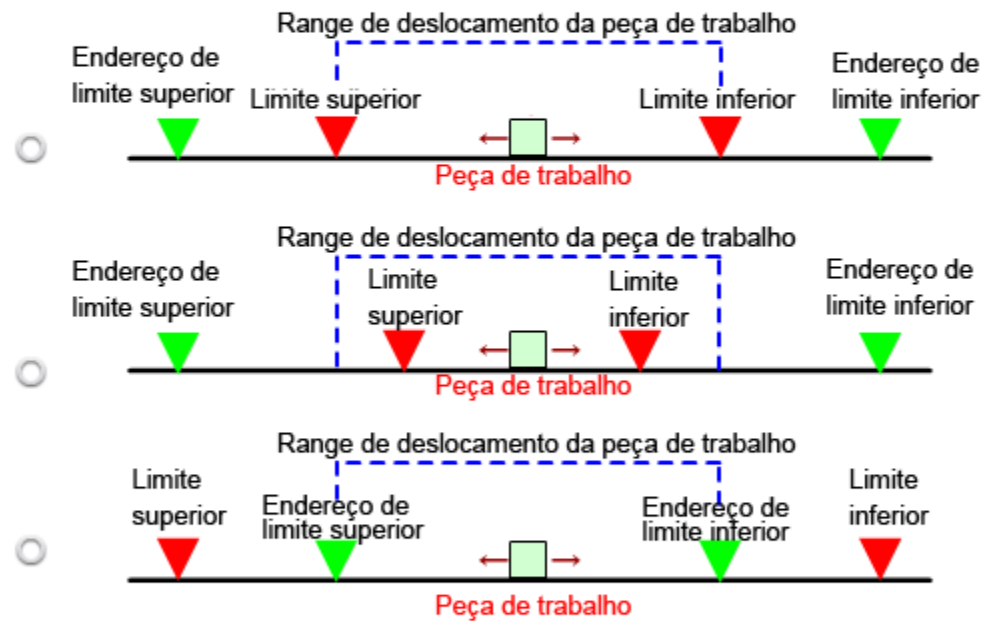 Range de deslocamento da peça de trabalho
Endereço de
limite superior
Limite superior
Limite inferior
Endereço de
limite inferior
Peça de trabalho
Range de deslocamento da peça de trabalho
Endereço de
limite superior
Limite
superior
Limite
inferior
Endereço de
limite inferior
Peça de trabalho
Range de deslocamento da peça de trabalho
Limite
superior
Endereço de
limite superior
Endereço de
limite inferior
Limite
inferior
Peça de trabalho